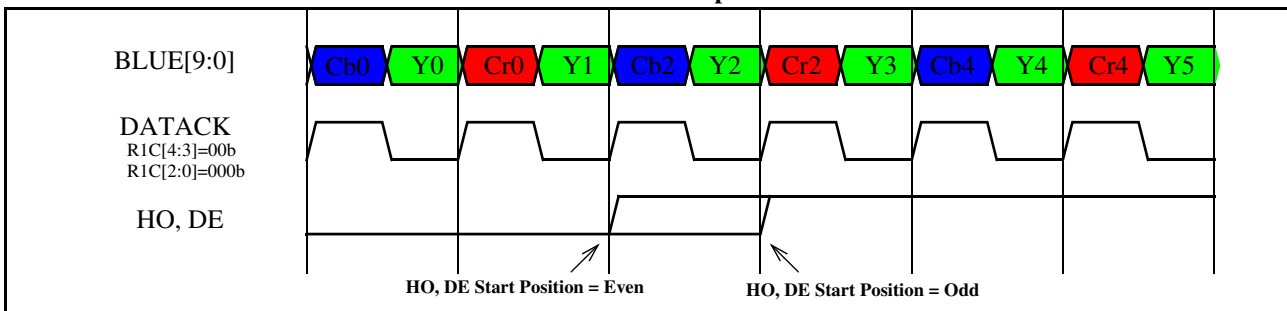 BLUE[9:0]
Cb0 Y0 Cr0 Y1 Cb2 Y2 Cr2 Y3 Cb4 Y4 Cr4 Y5
DATACK
R1C[4:3]=00b
R1C[2:0]=000b
HO, DE
HO, DE Start Position = Even
HO, DE Start Position = Odd